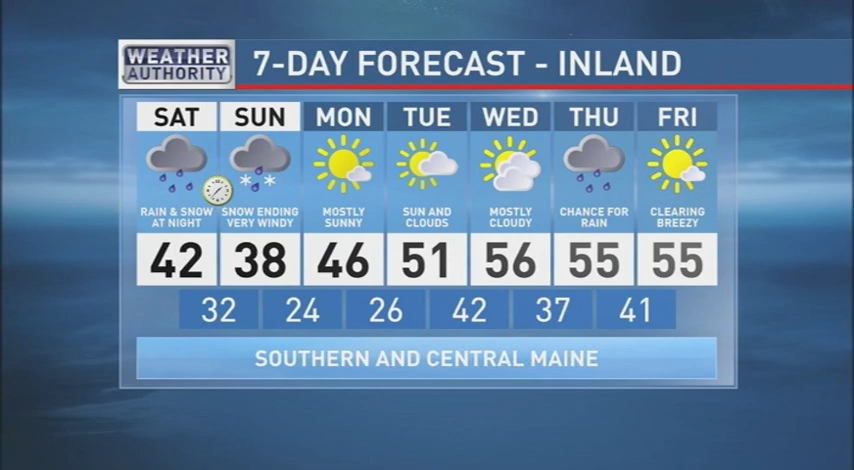 WEATHER
AUTHORITY
7-DAY FORECAST - INLAND
SAT SUN MON TUE WED THU FRI
RAIN & SNOW AT NIGHT
SNOW ENDING VERY WINDY
MOSTLY SUNNY
SUN AND CLOUDS
MOSTLY CLOUDY
CHANCE FOR RAIN
CLEARING BREEZY
42 38 46 51 56 55 55
32 24 26 42 37 41
SOUTHERN AND CENTRAL MAINE